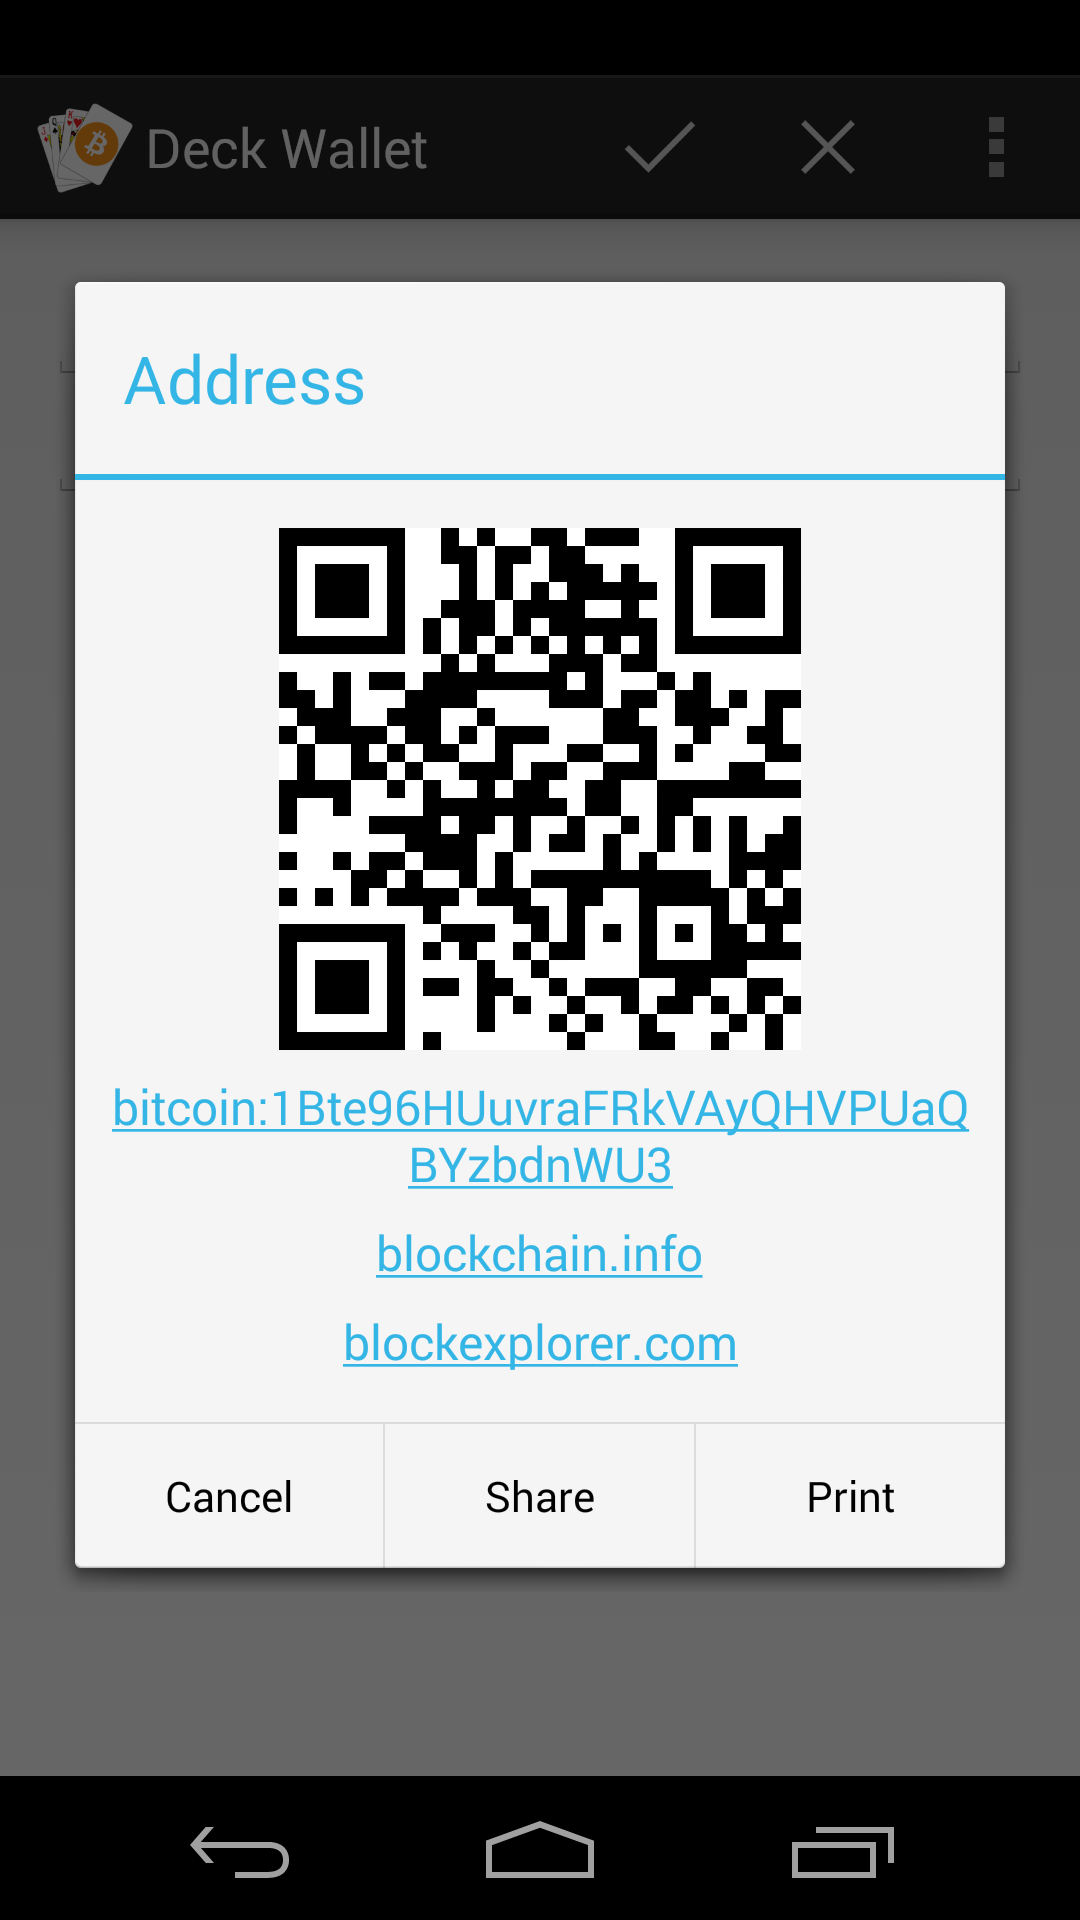 Deck Wallet
Address
bitcoin:1Bte96HUuvraFRkVAyQHVPUaQ
BYzbdnWU3
blockchain.info
blockexplorer.com
Cancel Share Print